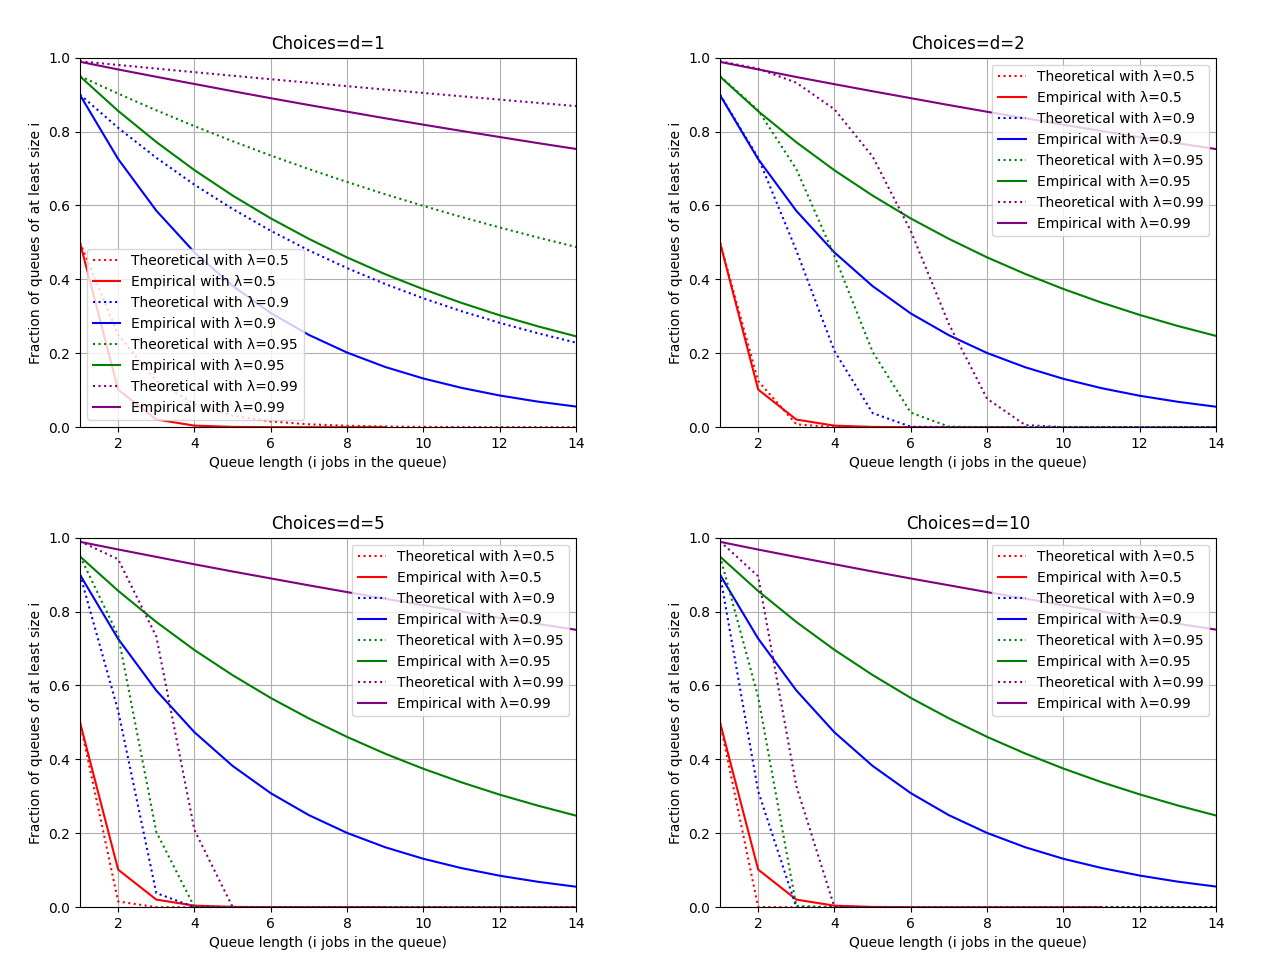 Choices=d=1
Fraction of queues of at least size i
1.0
0.8
0.6
0.4
0.2
0.0
Theoretical with λ=0.5
Empirical with λ=0.5
Theoretical with λ=0.9
Empirical with λ=0.9
Theoretical with λ=0.95
Empirical with λ=0.95
Theoretical with λ=0.99
Empirical with λ=0.99
2 4 6 8 10 12 14
Queue length (i jobs in the queue)
Choices=d=2
Fraction of queues of at least size i
1.0
0.8
0.6
0.4
0.2
0.0
Theoretical with λ=0.5
Empirical with λ=0.5
Theoretical with λ=0.9
Empirical with λ=0.9
Theoretical with λ=0.95
Empirical with λ=0.95
Theoretical with λ=0.99
Empirical with λ=0.99
2 4 6 8 10 12 14
Queue length (i jobs in the queue)
Choices=d=5
Fraction of queues of at least size i
1.0
0.8
0.6
0.4
0.2
0.0
Theoretical with λ=0.5
Empirical with λ=0.5
Theoretical with λ=0.9
Empirical with λ=0.9
Theoretical with λ=0.95
Empirical with λ=0.95
Theoretical with λ=0.99
Empirical with λ=0.99
2 4 6 8 10 12 14
Queue length (i jobs in the queue)
Choices=d=10
Fraction of queues of at least size i
1.0
0.8
0.6
0.4
0.2
0.0
Theoretical with λ=0.5
Empirical with λ=0.5
Theoretical with λ=0.9
Empirical with λ=0.9
Theoretical with λ=0.95
Empirical with λ=0.95
Theoretical with λ=0.99
Empirical with λ=0.99
2 4 6 8 10 12 14
Queue length (i jobs in the queue)